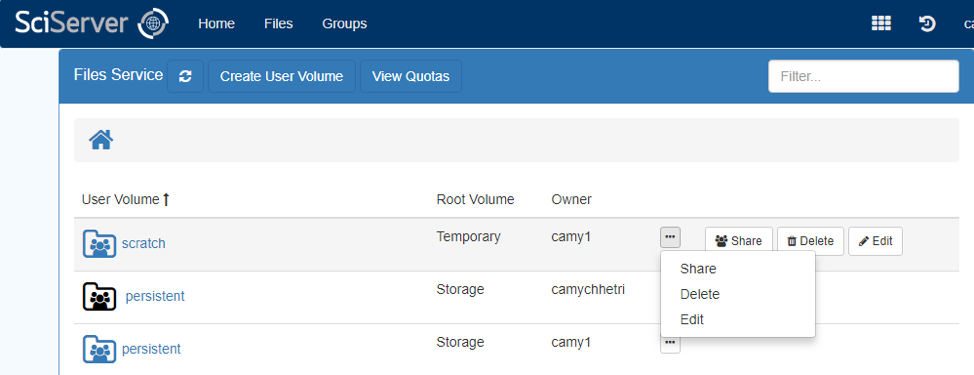 SciServer Home Files Groups ca
Files Service Create User Volume View Quotas Filter...
User Volume Root Volume Owner
scratch Temporary camy1 ... Share Delete Edit
Share
Delete
Edit
persistent Storage camychhetri
persistent Storage camy1 ...